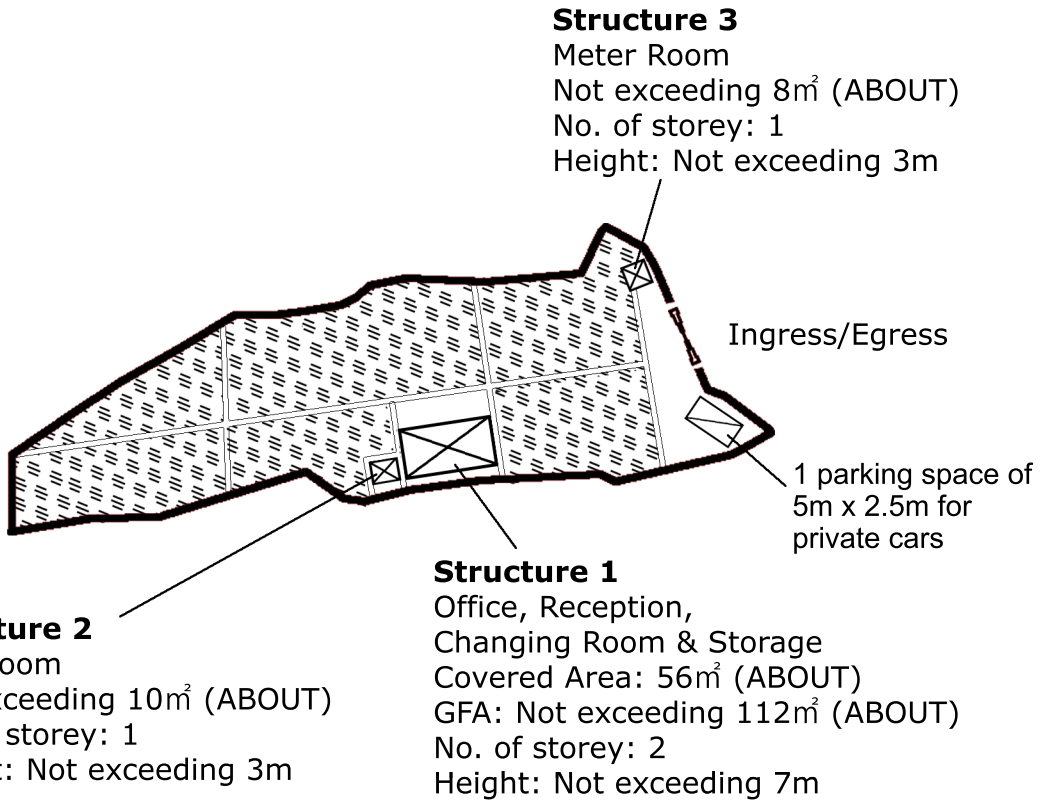 Structure 3
Meter Room
Not exceeding 8㎡ (ABOUT)
No. of storey: 1
Height: Not exceeding 3m
Ingress/Egress
1 parking space of
5m x 2.5m for
private cars
Structure 1
Office, Reception,
Changing Room & Storage
Covered Area: 56㎡ (ABOUT)
GFA: Not exceeding 112㎡ (ABOUT)
No. of storey: 2
Height: Not exceeding 7m
ture 2
oom
xceeding 10㎡ (ABOUT)
storey: 1
t: Not exceeding 3m